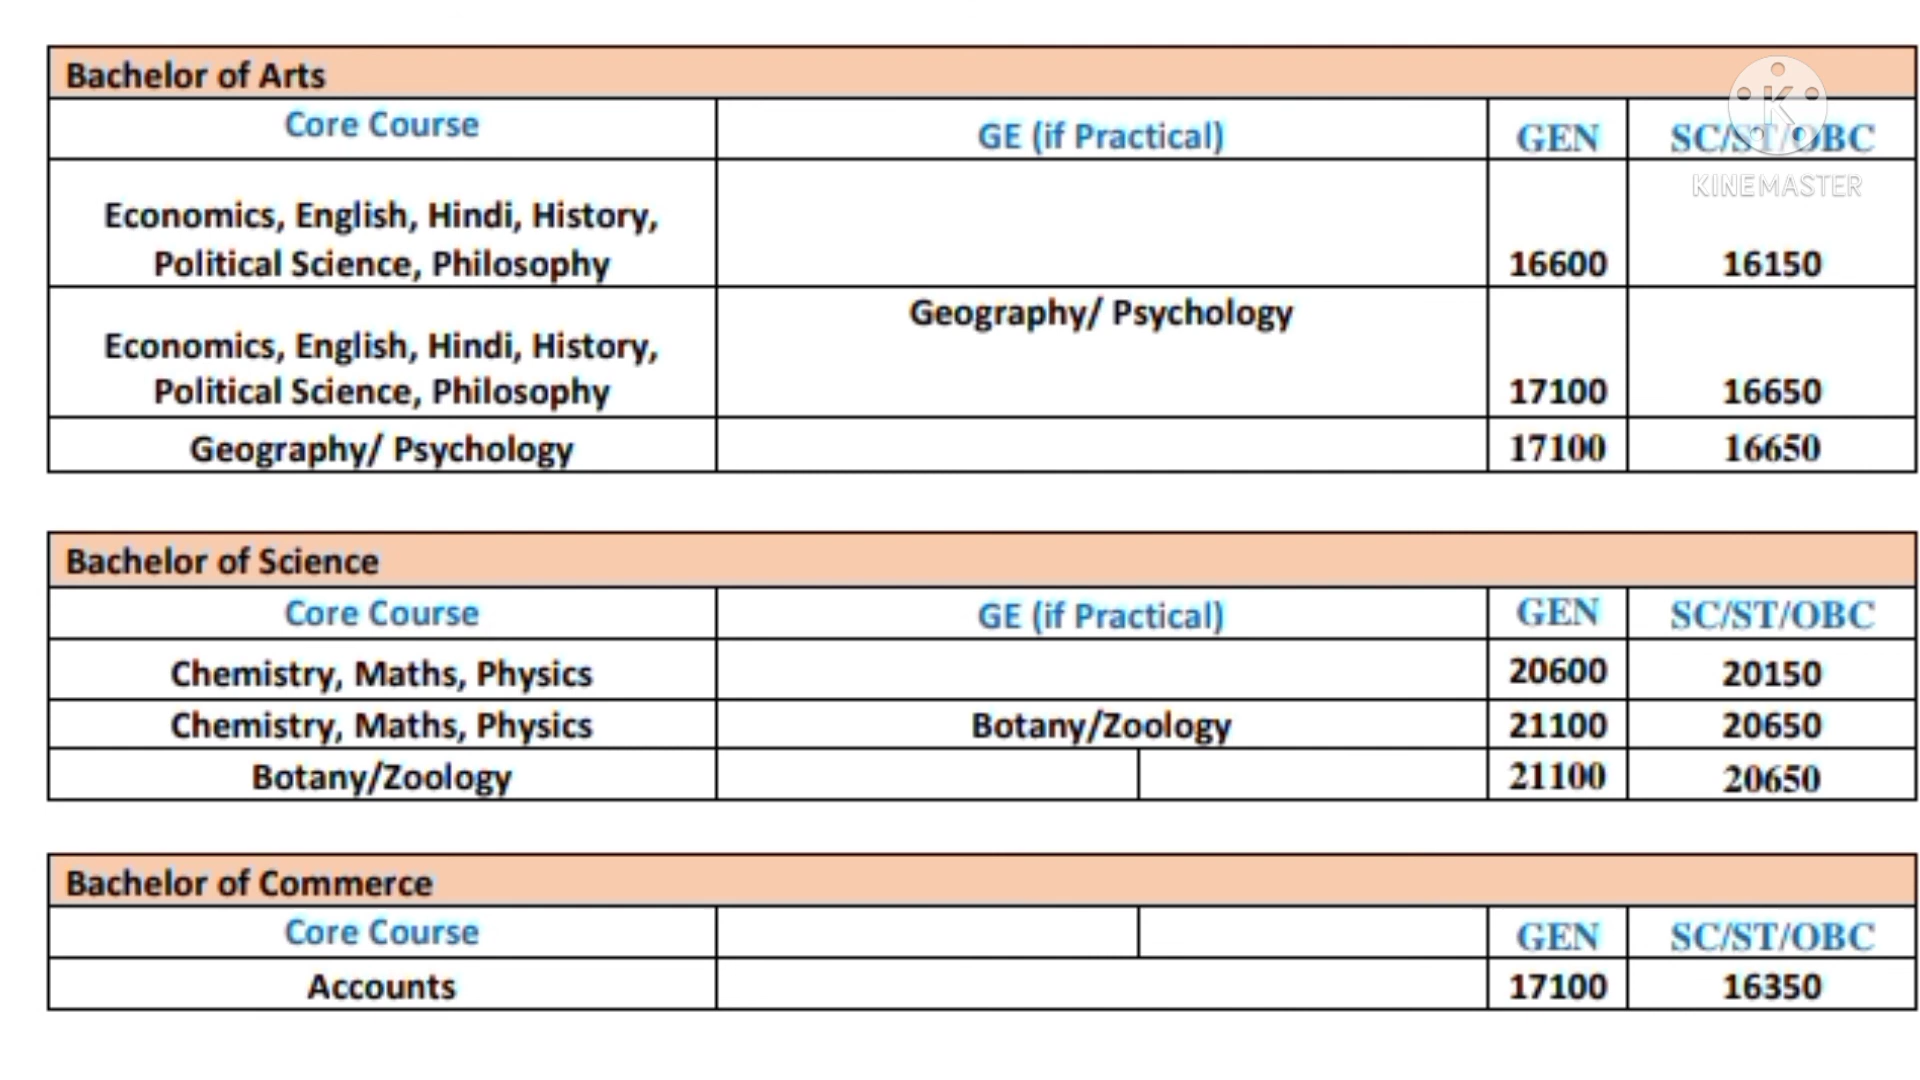 Bachelor of Arts
Core Course GE (if Practical) GEN SC/ST/OBC
KINEMASTER
Economics, English, Hindi, History,
Political Science, Philosophy 16600 16150
Geography/ Psychology
Economics, English, Hindi, History,
Political Science, Philosophy 17100 16650
Geography/ Psychology 17100 16650
Bachelor of Science
Core Course GE (if Practical) GEN SC/ST/OBC
Chemistry, Maths, Physics 20600 20150
Chemistry, Maths, Physics Botany/Zoology 21100 20650
Botany/Zoology 21100 20650
Bachelor of Commerce
Core Course GEN SC/ST/OBC
Accounts 17100 16350